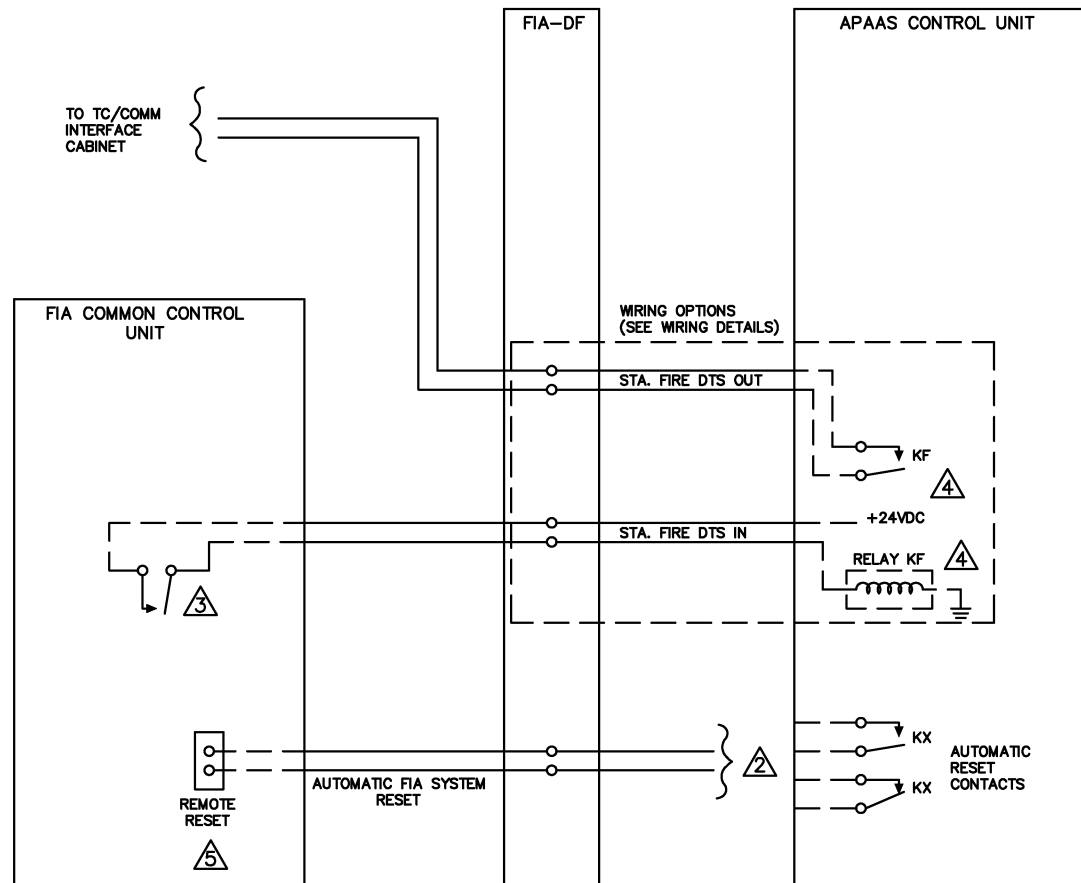 FIA-DF
APAAS CONTROL UNIT
TO TC/COMM
INTERFACE
CABINET
FIA COMMON CONTROL
UNIT
WIRING OPTIONS
(SEE WIRING DETAILS)
STA. FIRE DTS OUT
KF
4
+24VDC
STA. FIRE DTS IN
RELAY KF
4
3
KX
KX
AUTOMATIC
RESET
CONTACTS
2
AUTOMATIC FIA SYSTEM
RESET
REMOTE
RESET
5